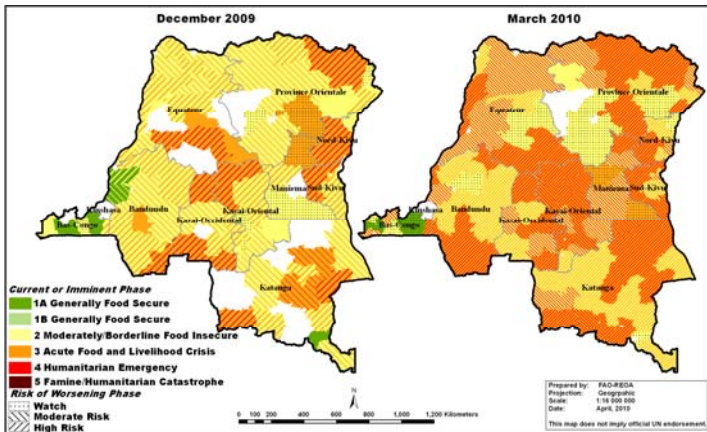 December 2009
March 2010
Province Orientale
Equateur
Nord-Kivu
Maniema
Sud-Kivu
Kinshasa
Bas-Congo
Bandundu
Kasai-Oriental
Kasai-Occidental
Katanga
Province Orientale
Equateur
Nord-Kivu
Maniema
Sud-Kivu
Kinshasa
Bas-Congo
Bandundu
Kasai-Oriental
Kasai-Occidental
Katanga
Current or Imminent Phase
1A Generally Food Secure
1B Generally Food Secure
2 Moderately/Borderline Food Insecure
3 Acute Food and Livelihood Crisis
4 Humanitarian Emergency
5 Famine/Humanitarian Catastrophe
Risk of Worsening Phase
Watch
Moderate Risk
High Risk
N
0 100 200 400 600 800 1,000 1,200 Kilometers
Prepared by: FAO-REOA
Projection: Geogrpahic
Scale: 1:16 000 000
Date: April, 2010
This map does not imply official UN endorsement.